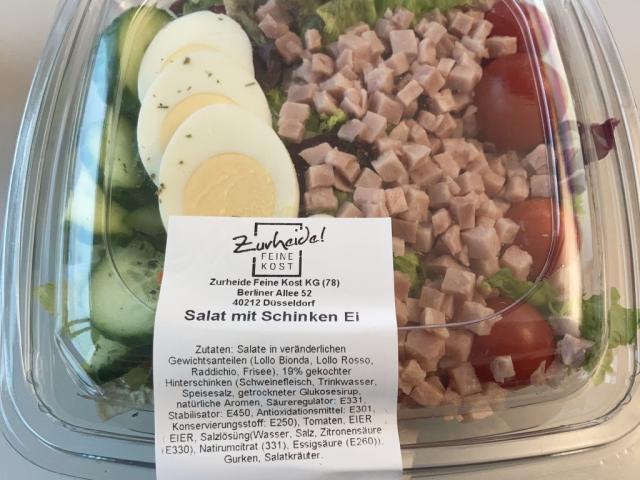 Zurheide!
FEINE
KOST
Zurheide Feine Kost KG (78)
Berliner Allee 52
40212 Düsseldorf
Salat mit Schinken Ei
Zutaten: Salate in veränderlichen
Gewichtsanteilen (Lollo Bionda, Lollo Rosso,
Raddichio, Frisee), 19% gekochter
Hinterschinken (Schweinefleisch, Trinkwasser,
Speisesalz, getrockneter Glukosesirup,
natürliche Aromen, Säureregulator: E331,
Stabilisator: E450, Antioxidationsmittel: E301,
Konservierungsstoff: E250), Tomaten, EIER
(EIER, Salzlösung(Wasser, Salz, Zitronensäure
(E330), Natirumcitrat (331), Essigsäure (E260)).
Gurken, Salatkräuter.